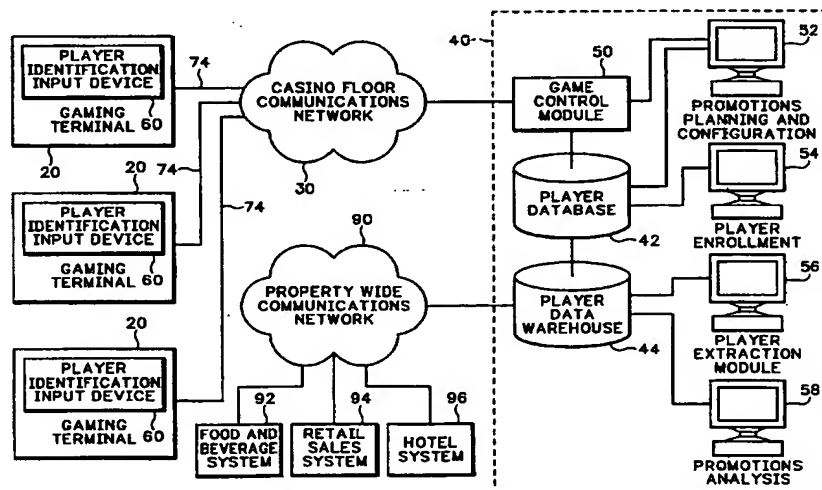 PLAYER
IDENTIFICATION
INPUT DEVICE
60
GAMING
TERMINAL
20
74
PLAYER
IDENTIFICATION
INPUT DEVICE
60
GAMING
TERMINAL
20
74
PLAYER
IDENTIFICATION
INPUT DEVICE
60
GAMING
TERMINAL
20
74
CASINO FLOOR
COMMUNICATIONS
NETWORK
30
90
PROPERTY WIDE
COMMUNICATIONS
NETWORK
92
FOOD AND
BEVERAGE
SYSTEM
94
RETAIL
SALES
SYSTEM
96
HOTEL
SYSTEM
40
50
GAME
CONTROL
MODULE
PLAYER
DATABASE
42
PLAYER
DATA
WAREHOUSE
44
52
PROMOTIONS
PLANNING AND
CONFIGURATION
54
PLAYER
ENROLLMENT
56
PLAYER
EXTRACTION
MODULE
58
PROMOTIONS
ANALYSIS